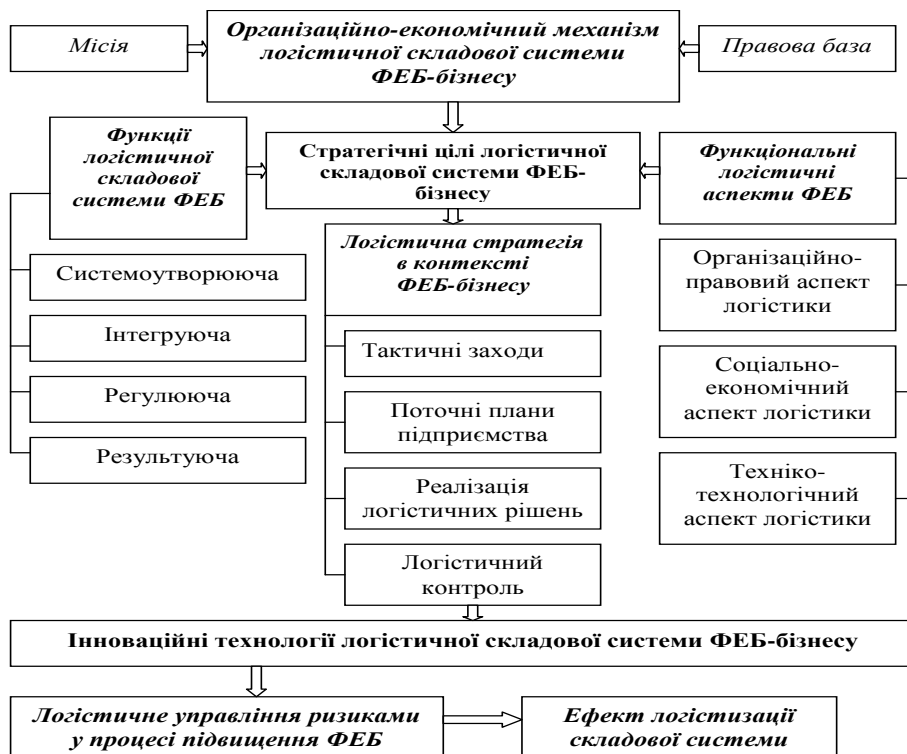 Місія
Організаційно-економічний механізм
логістичної складової системи
ФЕБ-бізнесу
Правова база
Функції
логістичної
складової
системи ФЕБ
Стратегічні цілі логістичної
складової системи ФЕБ-
бізнесу
Функціональні
логістичні
аспекти ФЕБ
Логістична стратегія
в контексті
ФЕБ-бізнесу
Системоутворююча
Інтегруюча
Регулююча
Результуюча
Тактичні заходи
Поточні плани
підприємства
Реалізація
логістичних рішень
Логістичний
контроль
Організаційно-
правовий аспект
логістики
Соціально-
економічний
аспект логістики
Техніко-
технологічний
аспект логістики
Інноваційні технології логістичної складової системи ФЕБ-бізнесу
Логістичне управління ризиками
у процесі підвищення ФЕБ
Ефект логістизації
складової системи